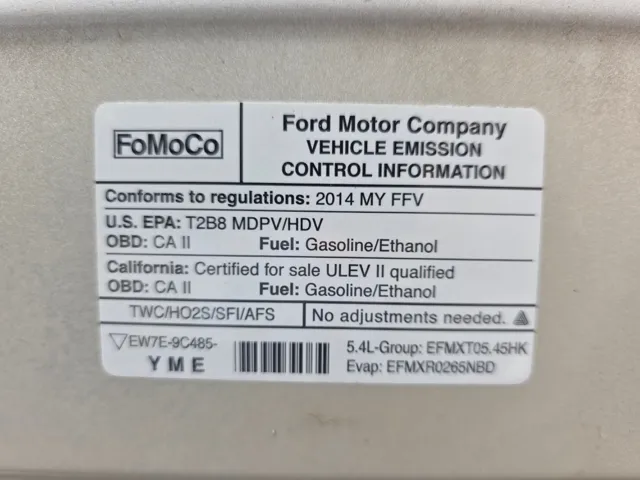 FoMoCo
Ford Motor Company
VEHICLE EMISSION
CONTROL INFORMATION
Conforms to regulations: 2014 MY FFV
U.S. EPA: T2B8 MDPV/HDV
OBD: CA II Fuel: Gasoline/Ethanol
California: Certified for sale ULEV II qualified
OBD: CA II Fuel: Gasoline/Ethanol
TWC/HO2S/SFI/AFS No adjustments needed.
EW7E-9C485-
Y M E
5.4L-Group: EFMXT05.45HK
Evap: EFMXR0265NBD